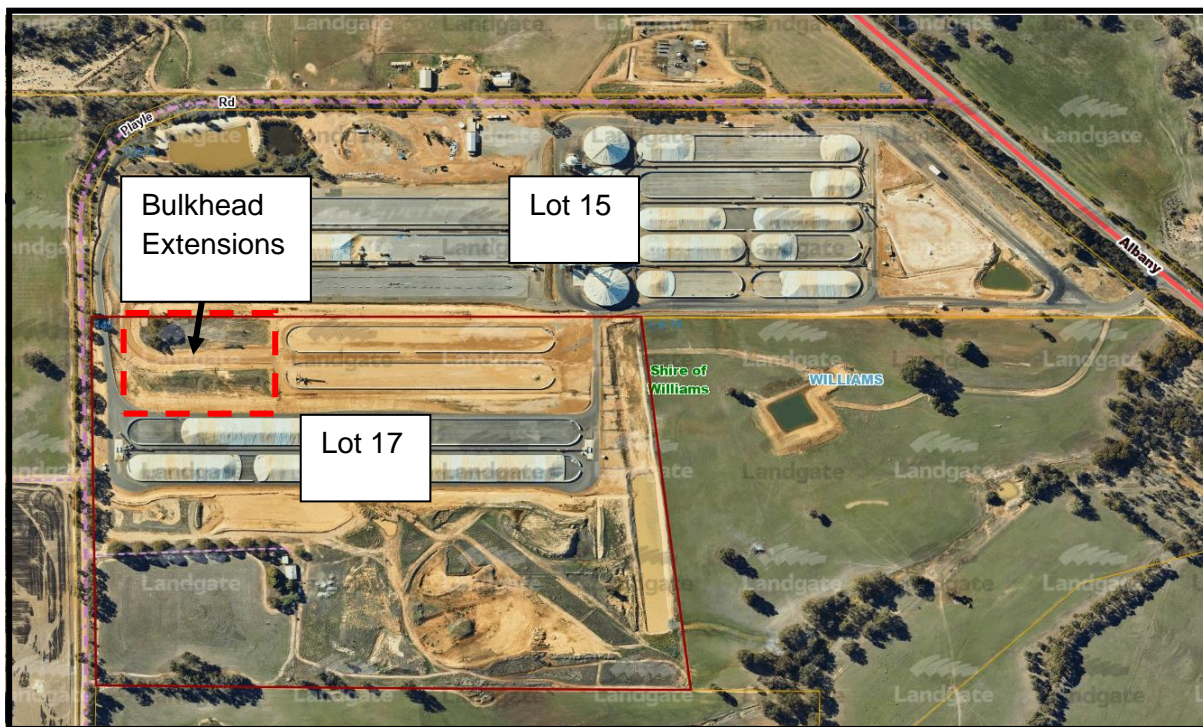 Landgate
Playle
Rd
Albany
Bulkhead
Extensions
Lot 15
Lot 17
Shire of
Williams
WILLIAMS